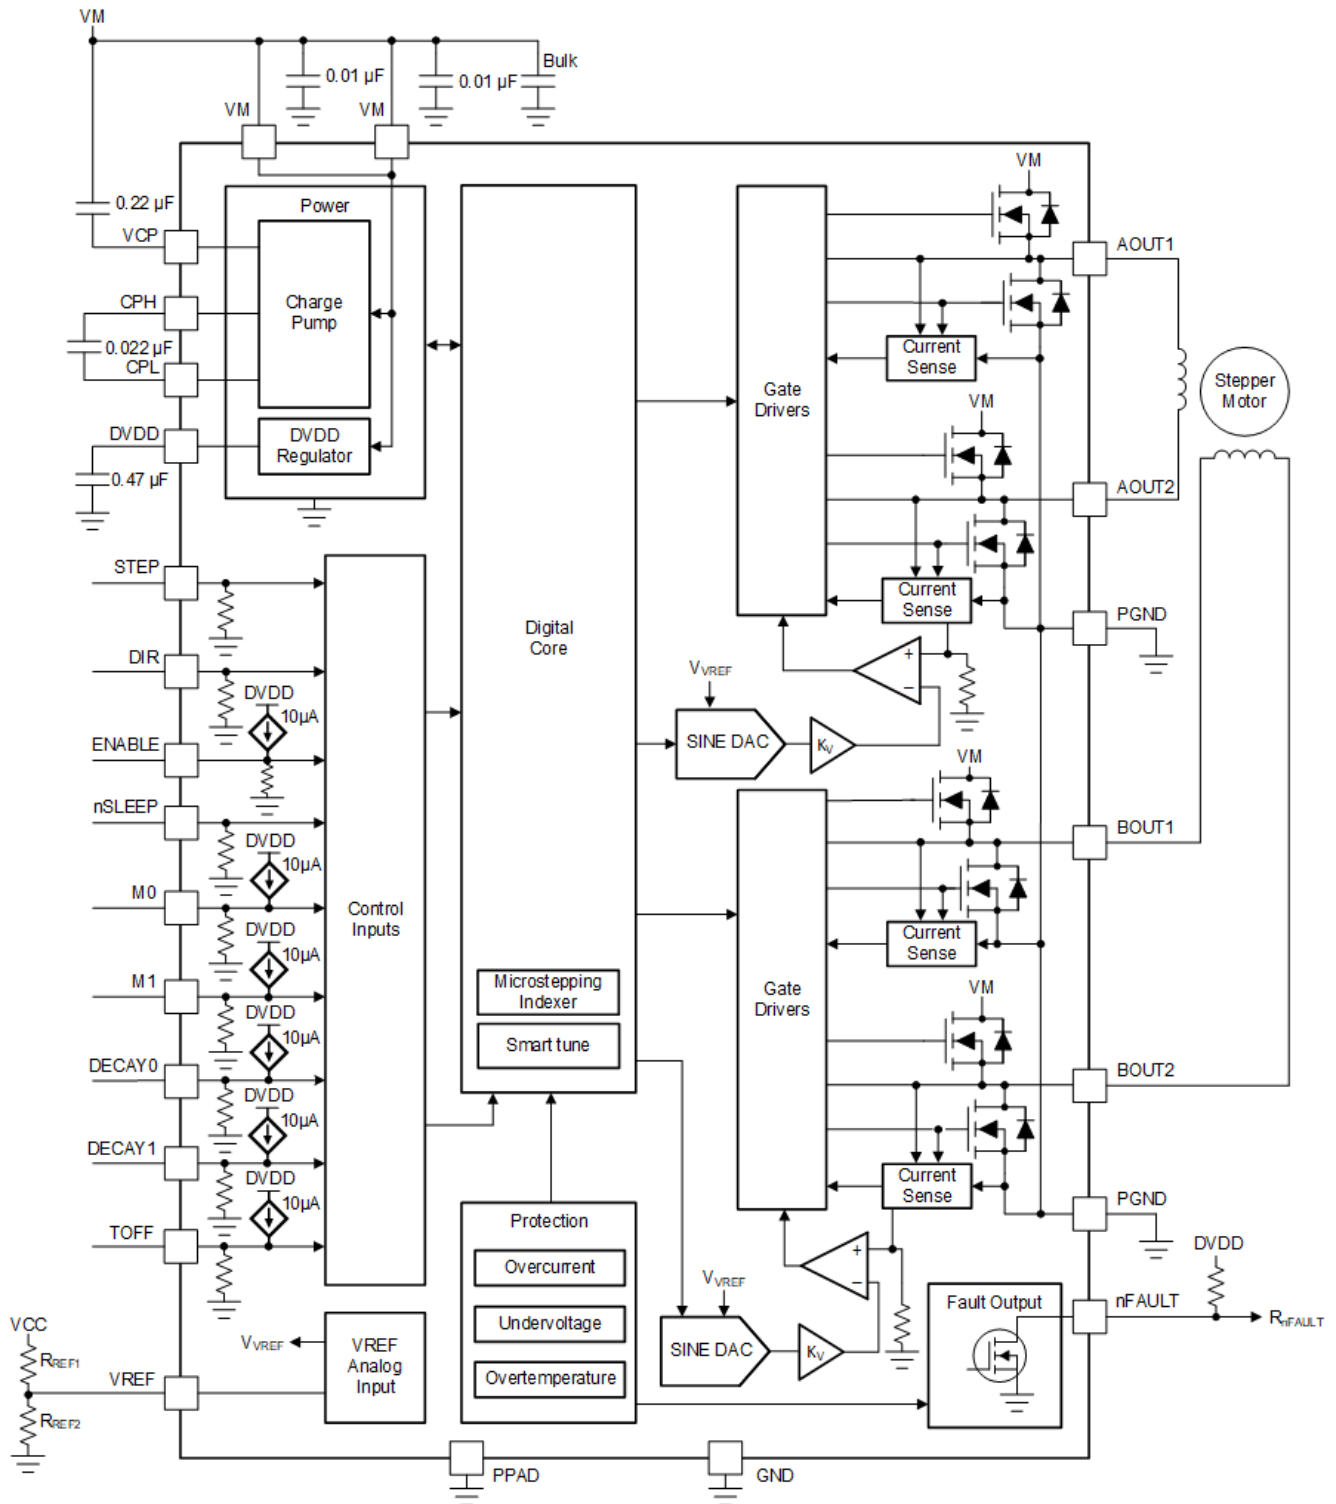 VM
Bulk
0.01 µF
0.01 µF
VM
VM
VM
0.22 µF
Power
VCP
AOUT1
CPH
Charge
Pump
0.022 µF
CPL
Current
Sense
Stepper
Motor
Gate
Drivers
VM
DVDD
DVDD
Regulator
0.47 µF
AOUT2
STEP
Current
Sense
PGND
Digital
Core
DIR
VVREF
+
−
DVDD
10µA
ENABLE
SINE DAC
KV
VM
nSLEEP
BOUT1
DVDD
10µA
M0
Control
Inputs
Current
Sense
DVDD
10µA
M1
Microstepping
Indexer
Gate
Drivers
VM
DVDD
10µA
Smart tune
DECAY0
BOUT2
DVDD
10µA
DECAY1
Current
Sense
DVDD
10µA
PGND
TOFF
Protection
+
−
DVDD
Overcurrent
VVREF
Fault Output
nFAULT
RnFAULT
VCC
Undervoltage
VVREF
VREF
Analog
Input
SINE DAC
KV
RREF1
VREF
Overtemperature
RREF2
PPAD
GND